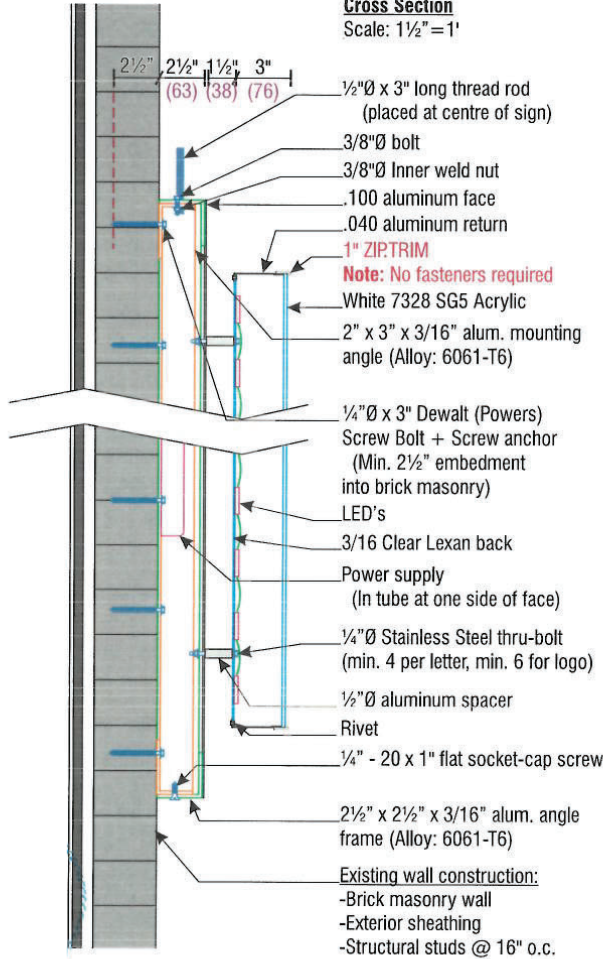 Cross Section
Scale: 1½”=1'
2½” 2½" 1½" 3"
(63) (38) (76)
½"Ø x 3" long thread rod
(placed at centre of sign)
3/8"Ø bolt
3/8"Ø Inner weld nut
.100 aluminum face
.040 aluminum return
1" ZIP.TRIM
Note: No fasteners required
White 7328 SG5 Acrylic
2” x 3” x 3/16” alum. mounting
angle (Alloy: 6061-T6)
¼”Ø x 3” Dewalt (Powers)
Screw Bolt + Screw anchor
(Min. 2½” embedment
into brick masonry)
LED’s
3/16 Clear Lexan back
Power supply
(In tube at one side of face)
¼”Ø Stainless Steel thru-bolt
(min. 4 per letter, min. 6 for logo)
½”Ø aluminum spacer
Rivet
¼” - 20 x 1" flat socket-cap screw
2½” x 2½” x 3/16” alum. angle
frame (Alloy: 6061-T6)
Existing wall construction:
-Brick masonry wall
-Exterior sheathing
-Structural studs @ 16" o.c.